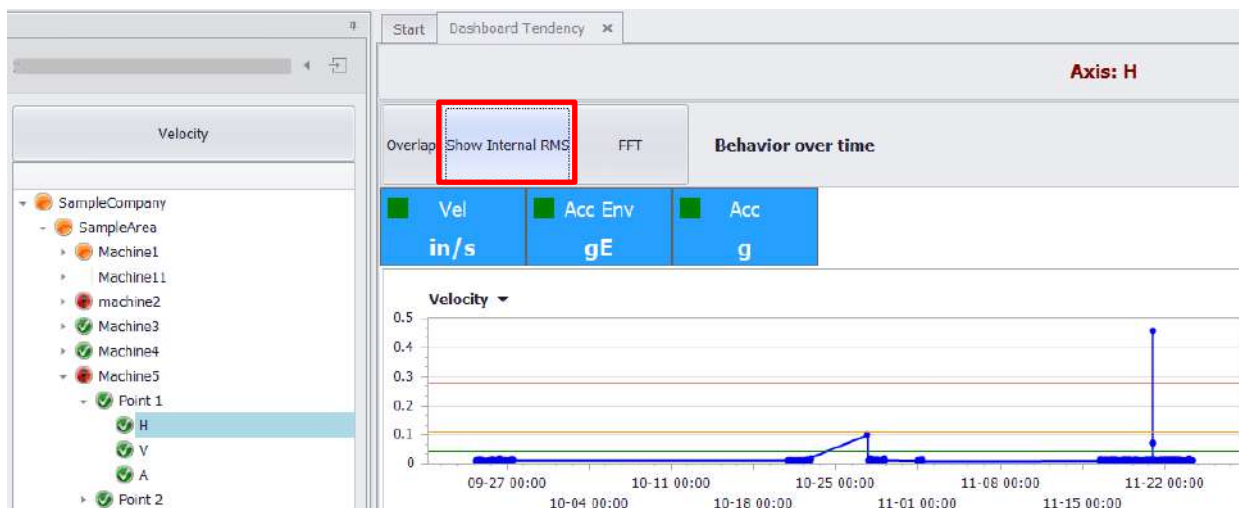 Start
Dashboard Tendency
Axis: H
Velocity
Overlap
Show Internal RMS
FFT
Behavior over time
SampleCompany
SampleArea
Machine1
Machine11
machine2
Machine3
Machine4
Machine5
Point 1
H
V
A
Point 2
Vel
in/s
Acc Env
gE
Acc
g
Velocity
0.5
0.4
0.3
0.2
0.1
0
09-27 00:00
10-04 00:00
10-11 00:00
10-18 00:00
10-25 00:00
11-01 00:00
11-08 00:00
11-15 00:00
11-22 00:00